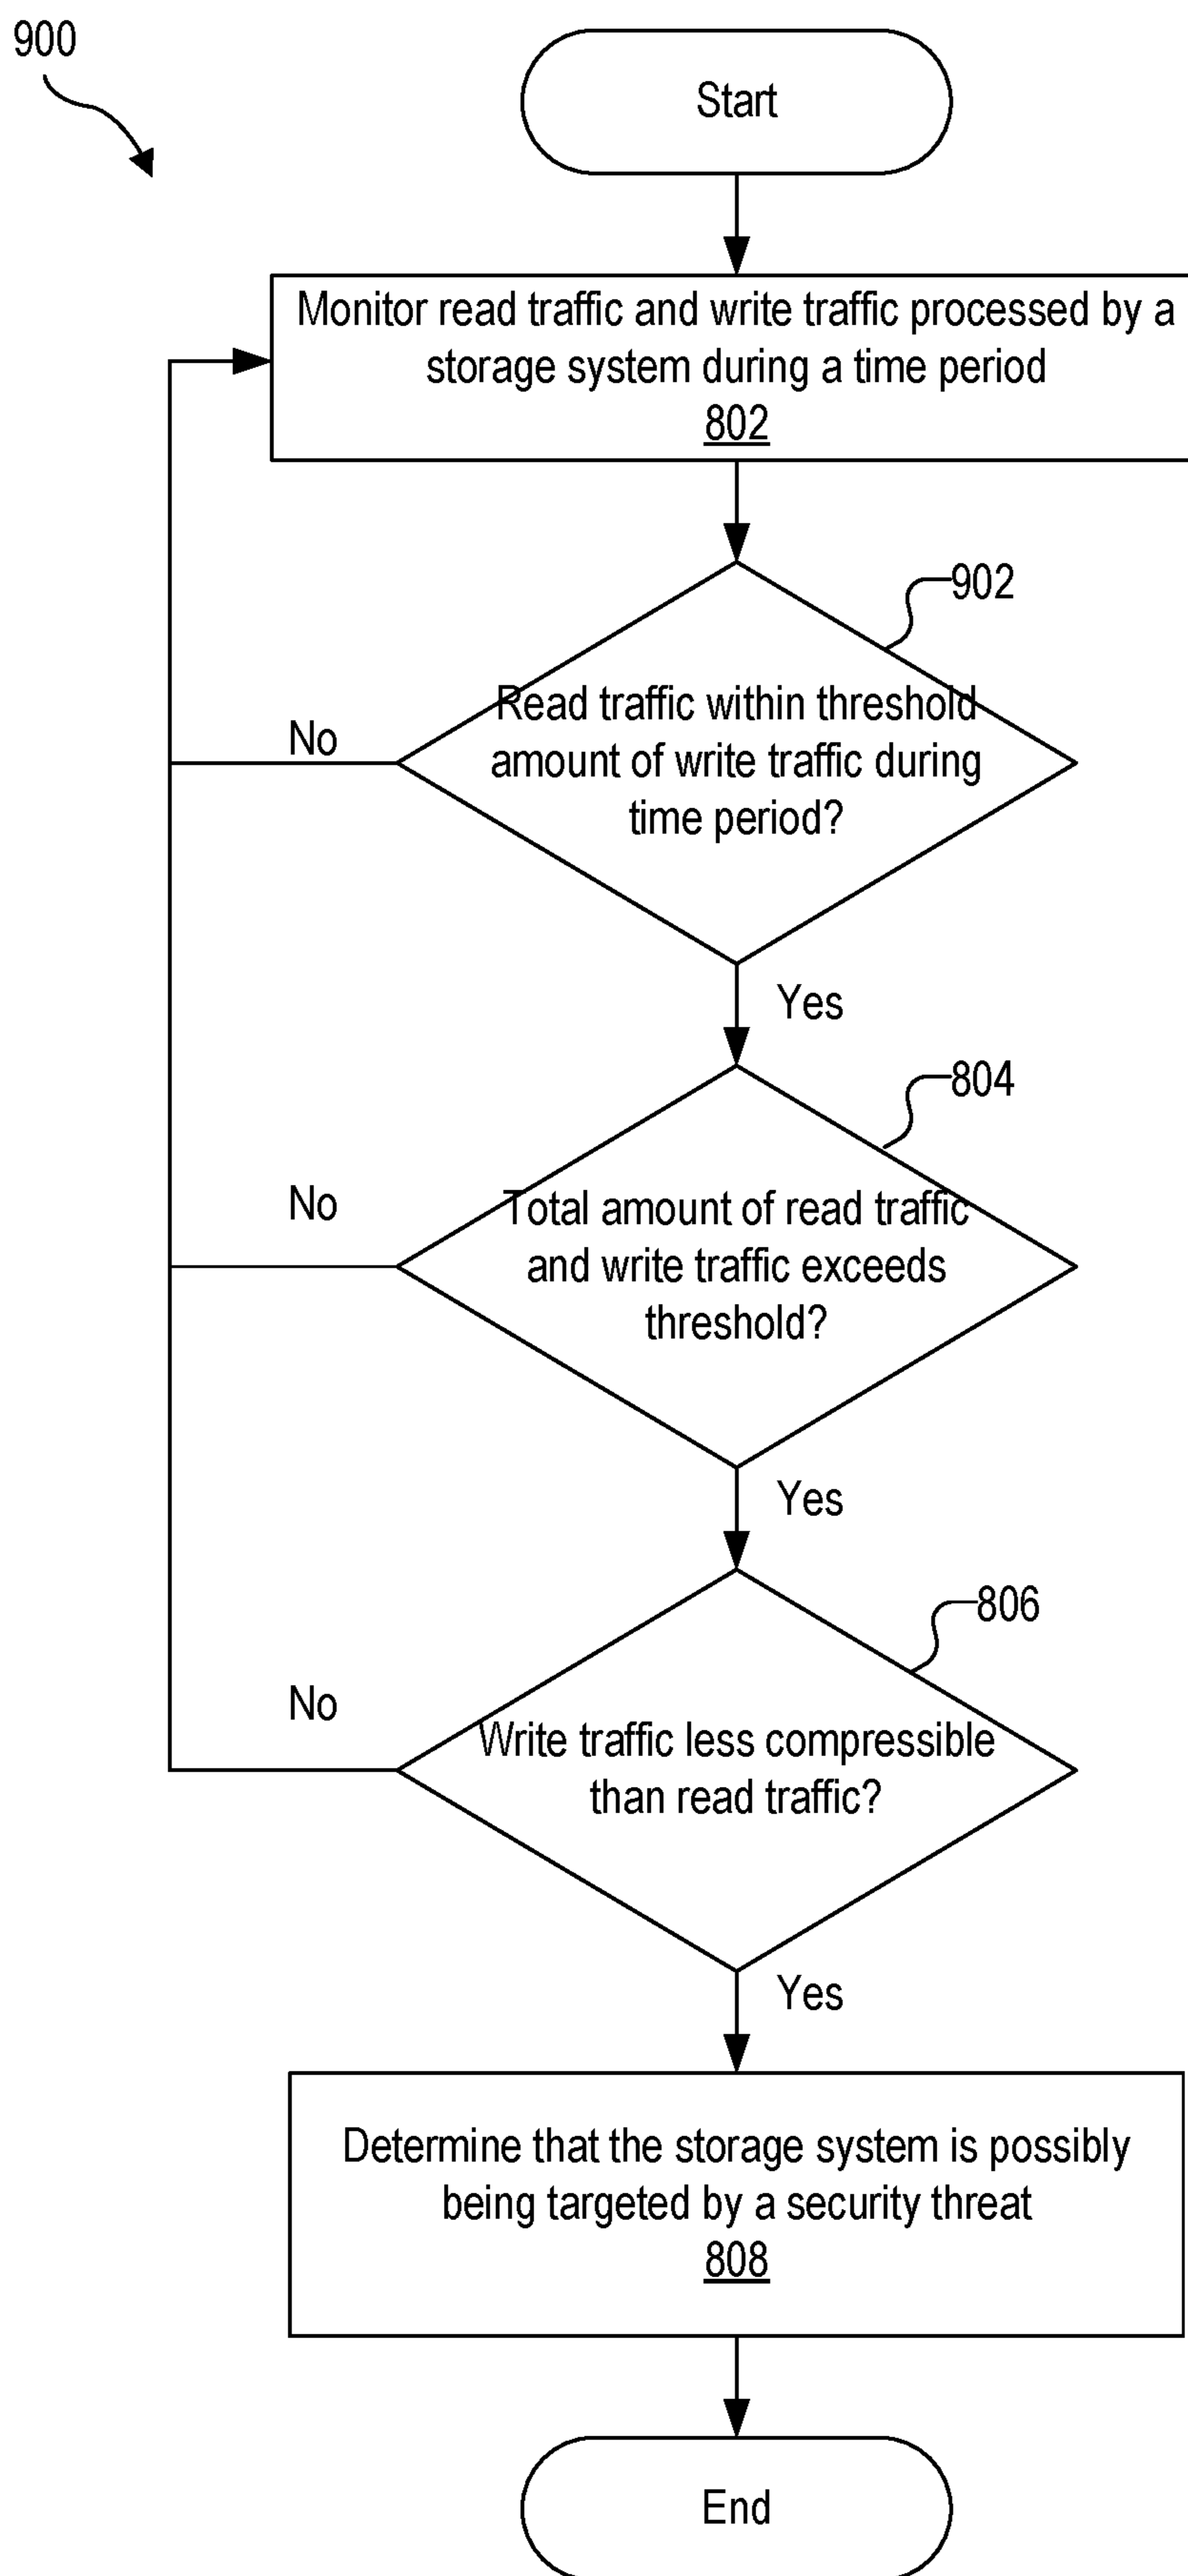 900
Start
Monitor read traffic and write traffic processed by a
storage system during a time period
802
902
Read traffic within threshold
amount of write traffic during
time period?
No
Yes
804
Total amount of read traffic
and write traffic exceeds
threshold?
No
Yes
806
Write traffic less compressible
than read traffic?
No
Yes
Determine that the storage system is possibly
being targeted by a security threat
808
End